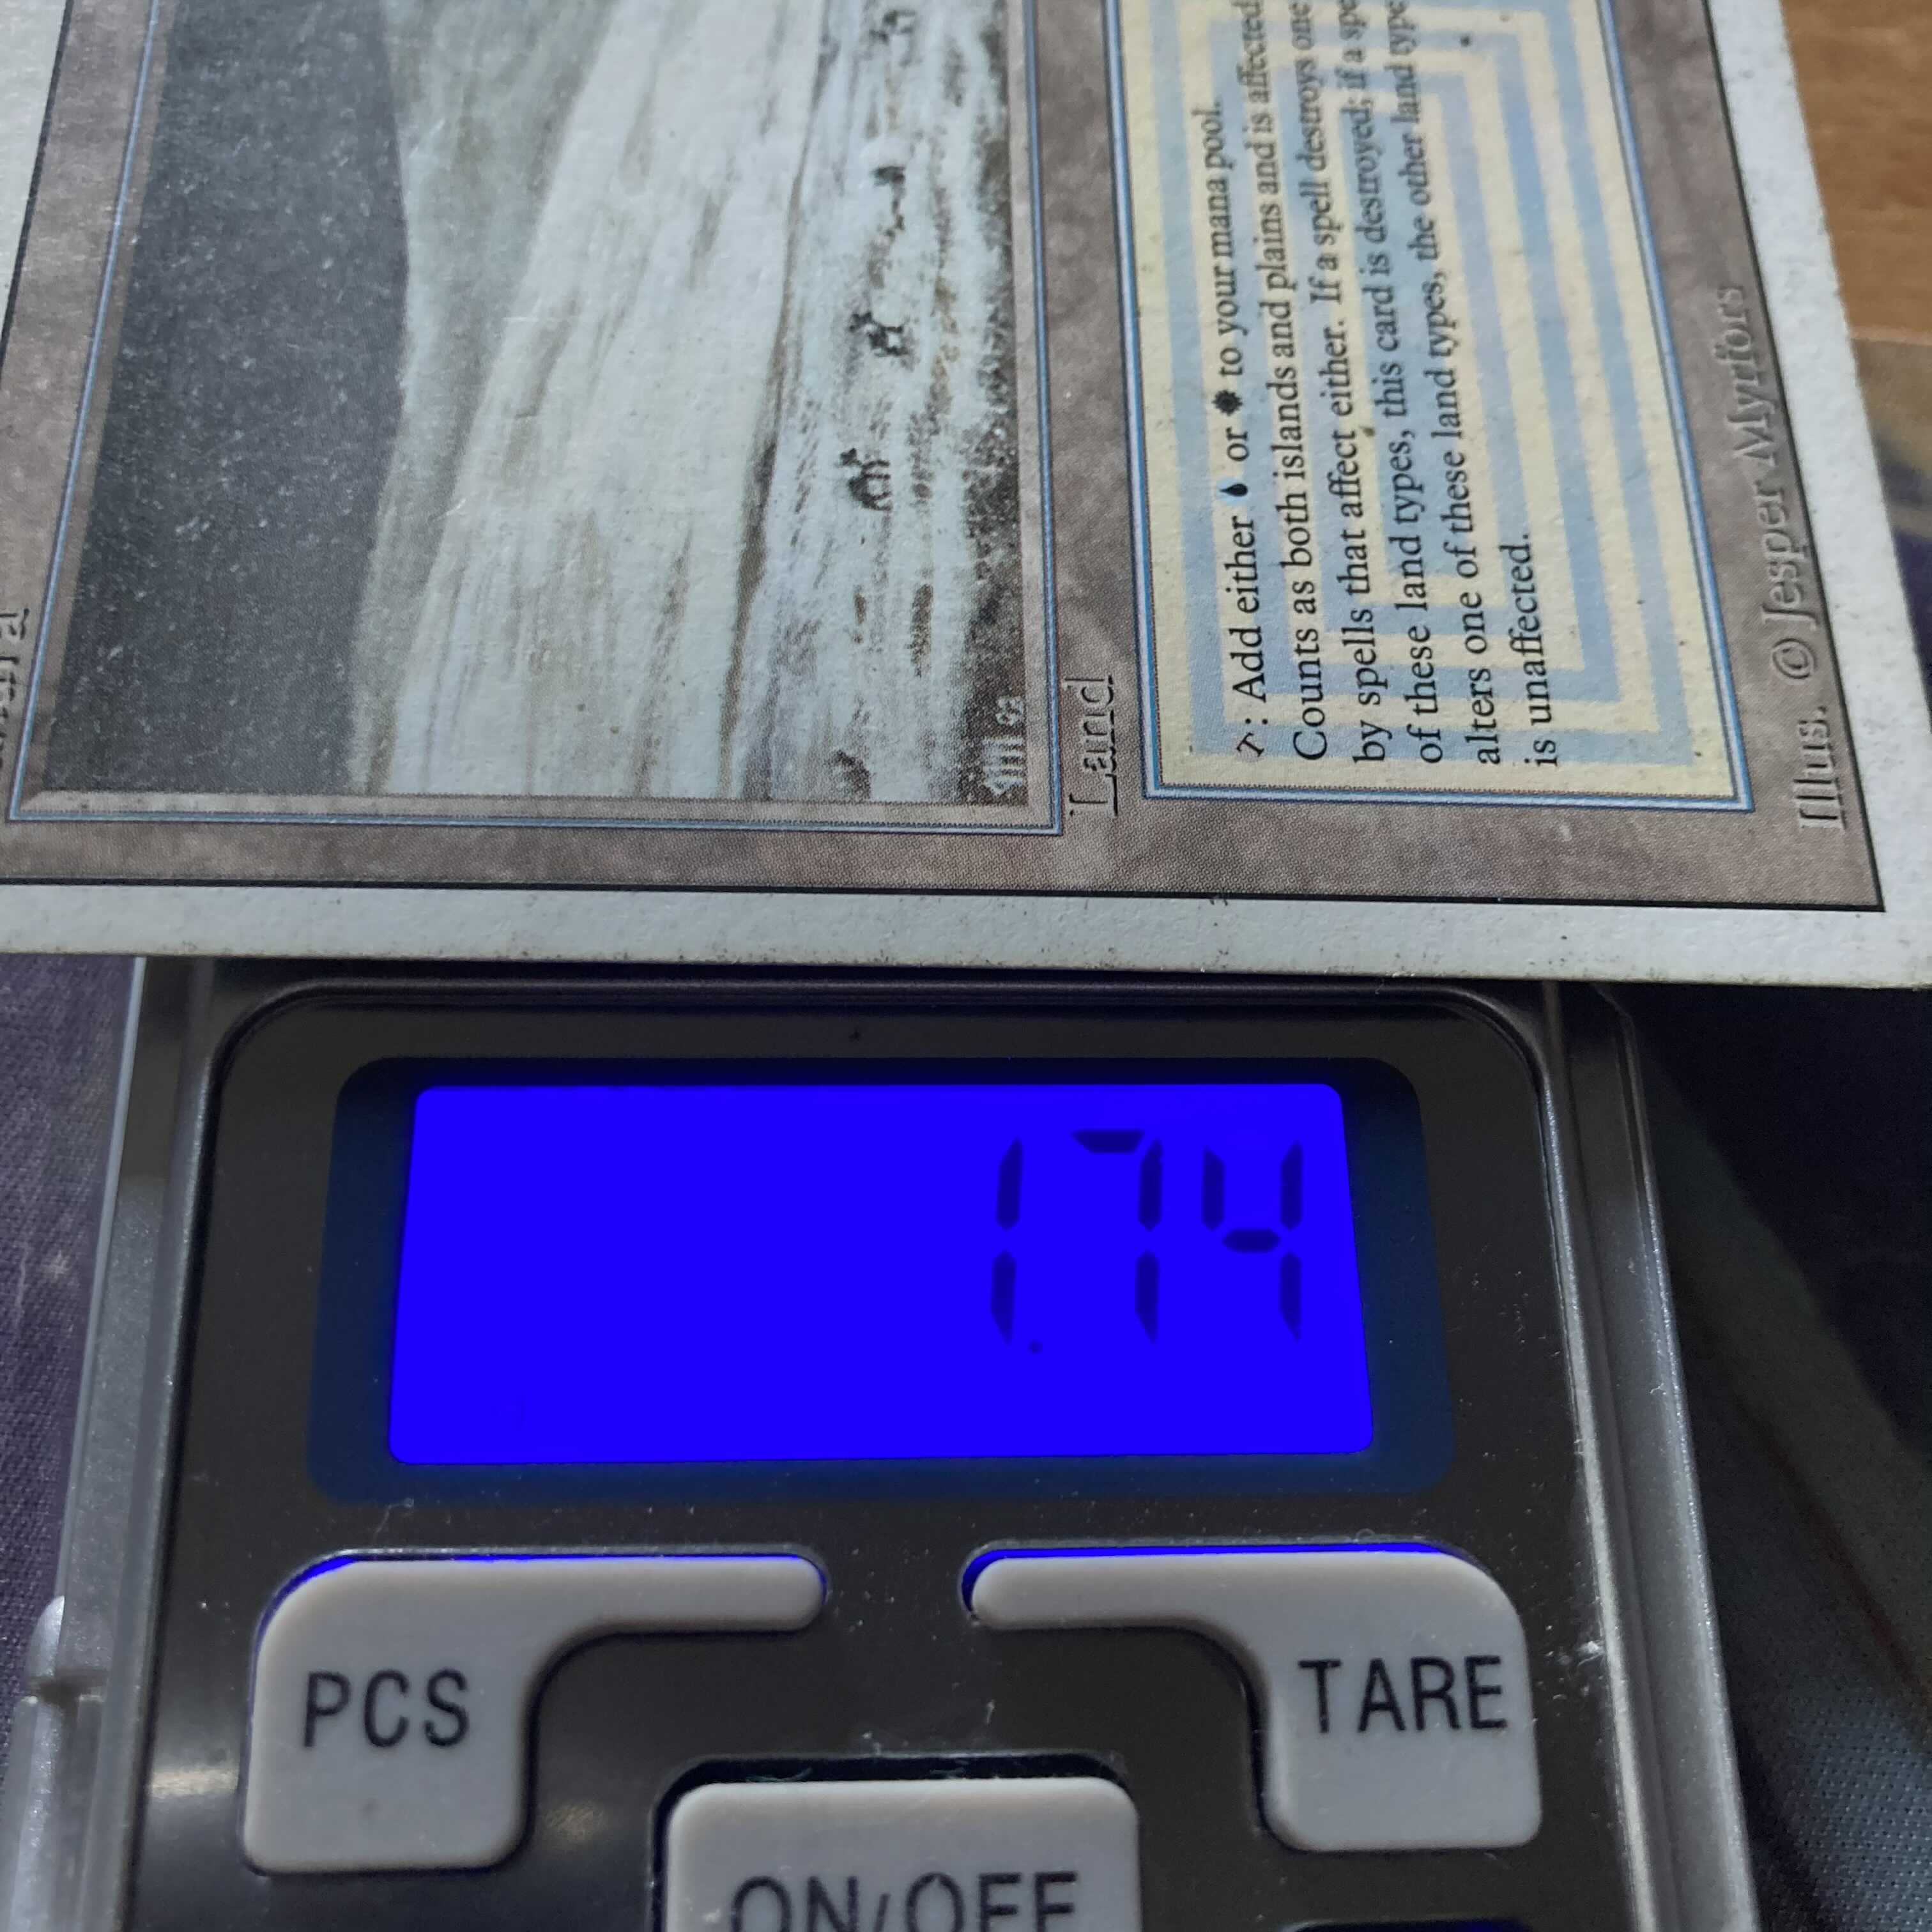 Land
⤵: Add either 💧 or ☀ to your mana pool.
Counts as both islands and plains and is affected
by spells that affect either. If a spell destroys one
of these land types, this card is destroyed; if a
alters one of these land types, the other land type
is unaffected.
Illus. © Jesper Myrfors
1.74
PCS
TARE
ON/OFF